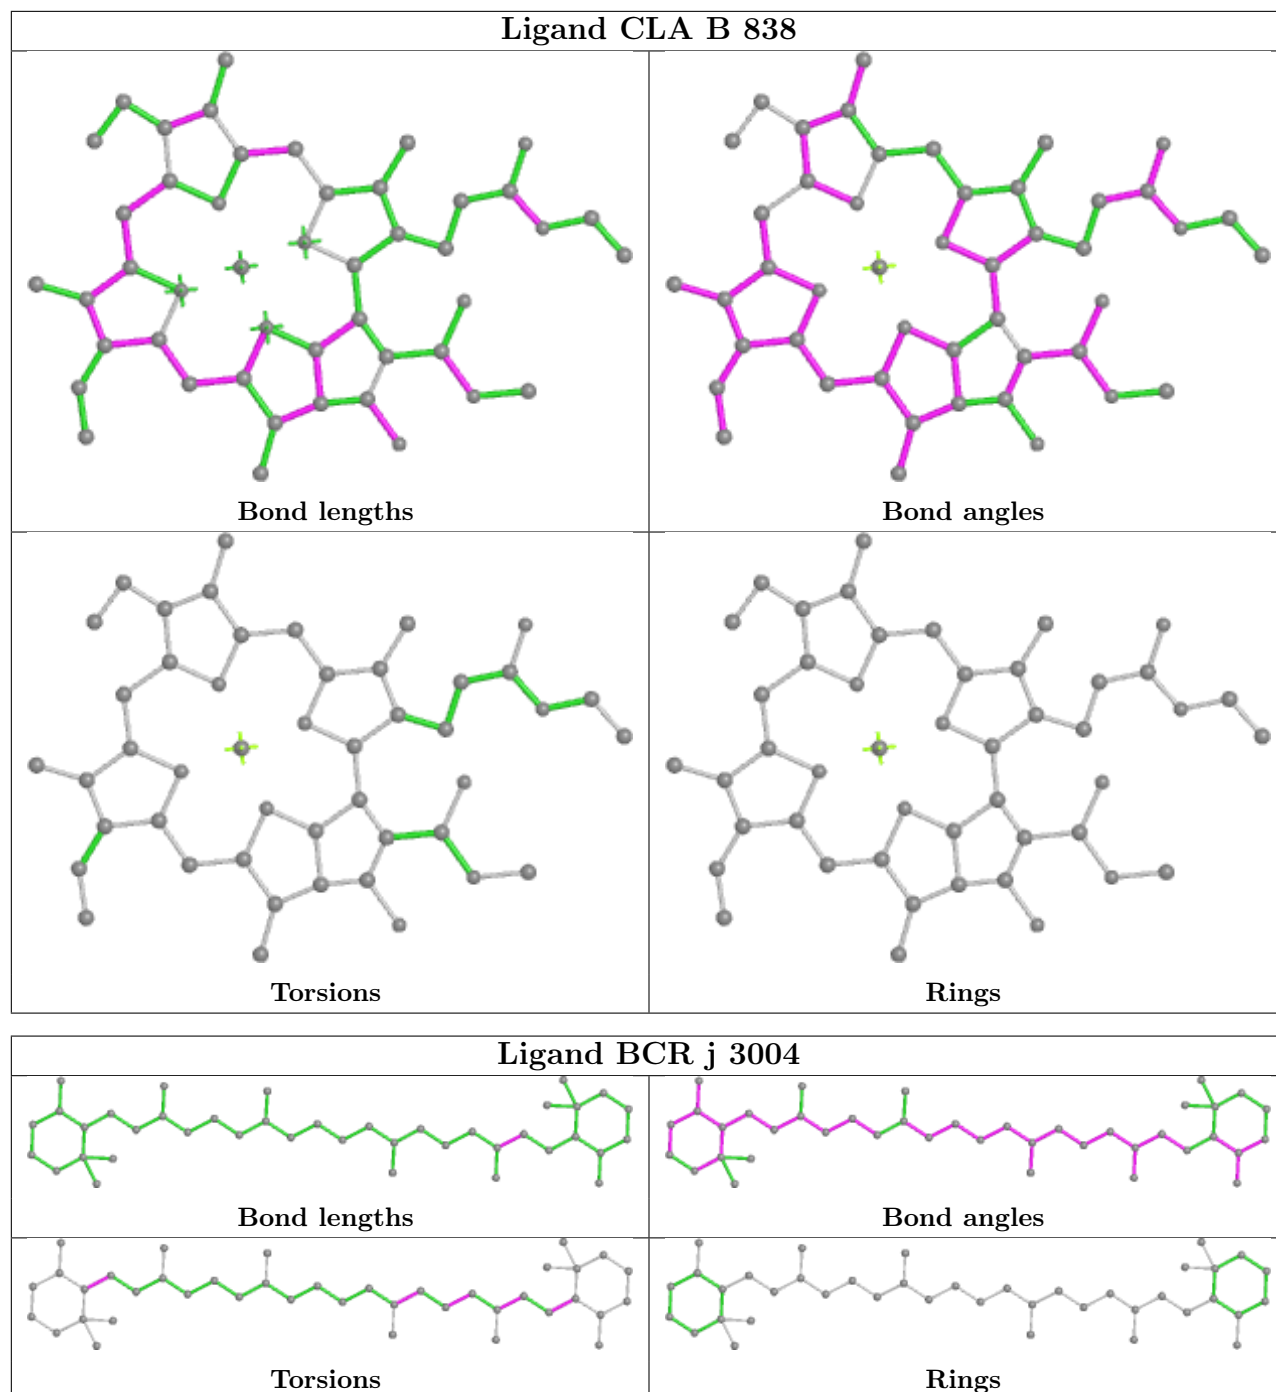 Ligand CLA B 838
Bond lengths
Bond angles
Torsions
Rings
Ligand BCR j 3004
Bond lengths
Bond angles
Torsions
Rings